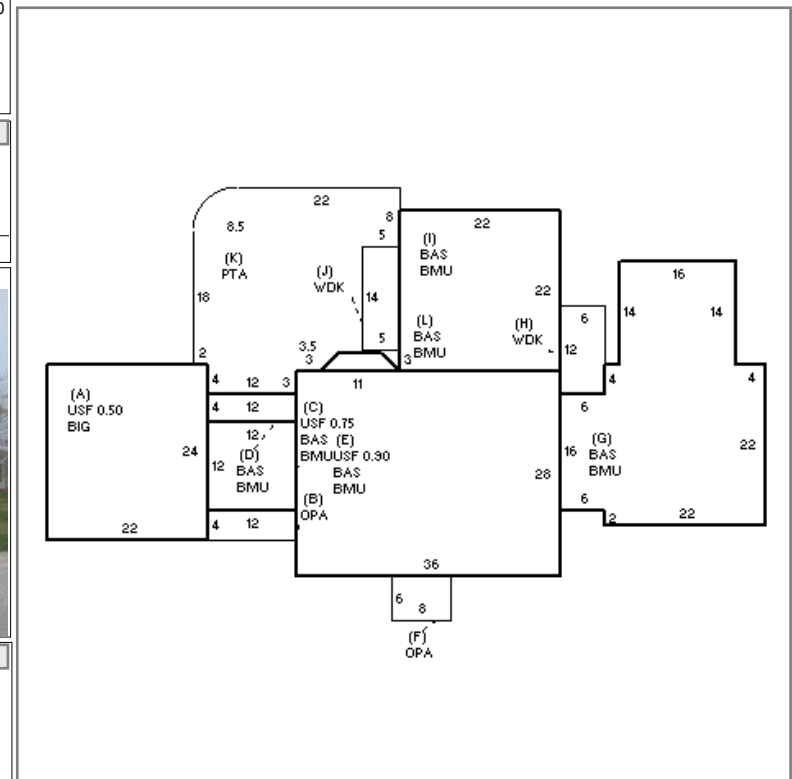 22
8
22
8.5
5
(I)
BAS
BMU
(K)
PTA
(J)
WDK
16
18
14
22
14
14
6
(L)
BAS
BMU
(H)
WDK
12
3.5
3
5
3
2
4
12
3
11
4
4
(A)
USF 0.50
BIG
4
12
(C)
USF 0.75
BAS (E)
BMUUSF 0.90
BAS
BMU
6
12
24
12
(D)
BAS
BMU
28
16
(G)
BAS
BMU
22
(B)
OPA
6
22
4
12
2
22
36
6
8
(F)
OPA